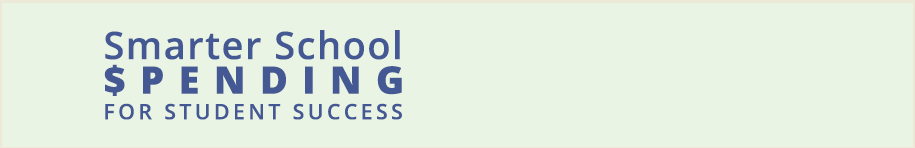 Smarter School
$PENDING
FOR STUDENT SUCCESS